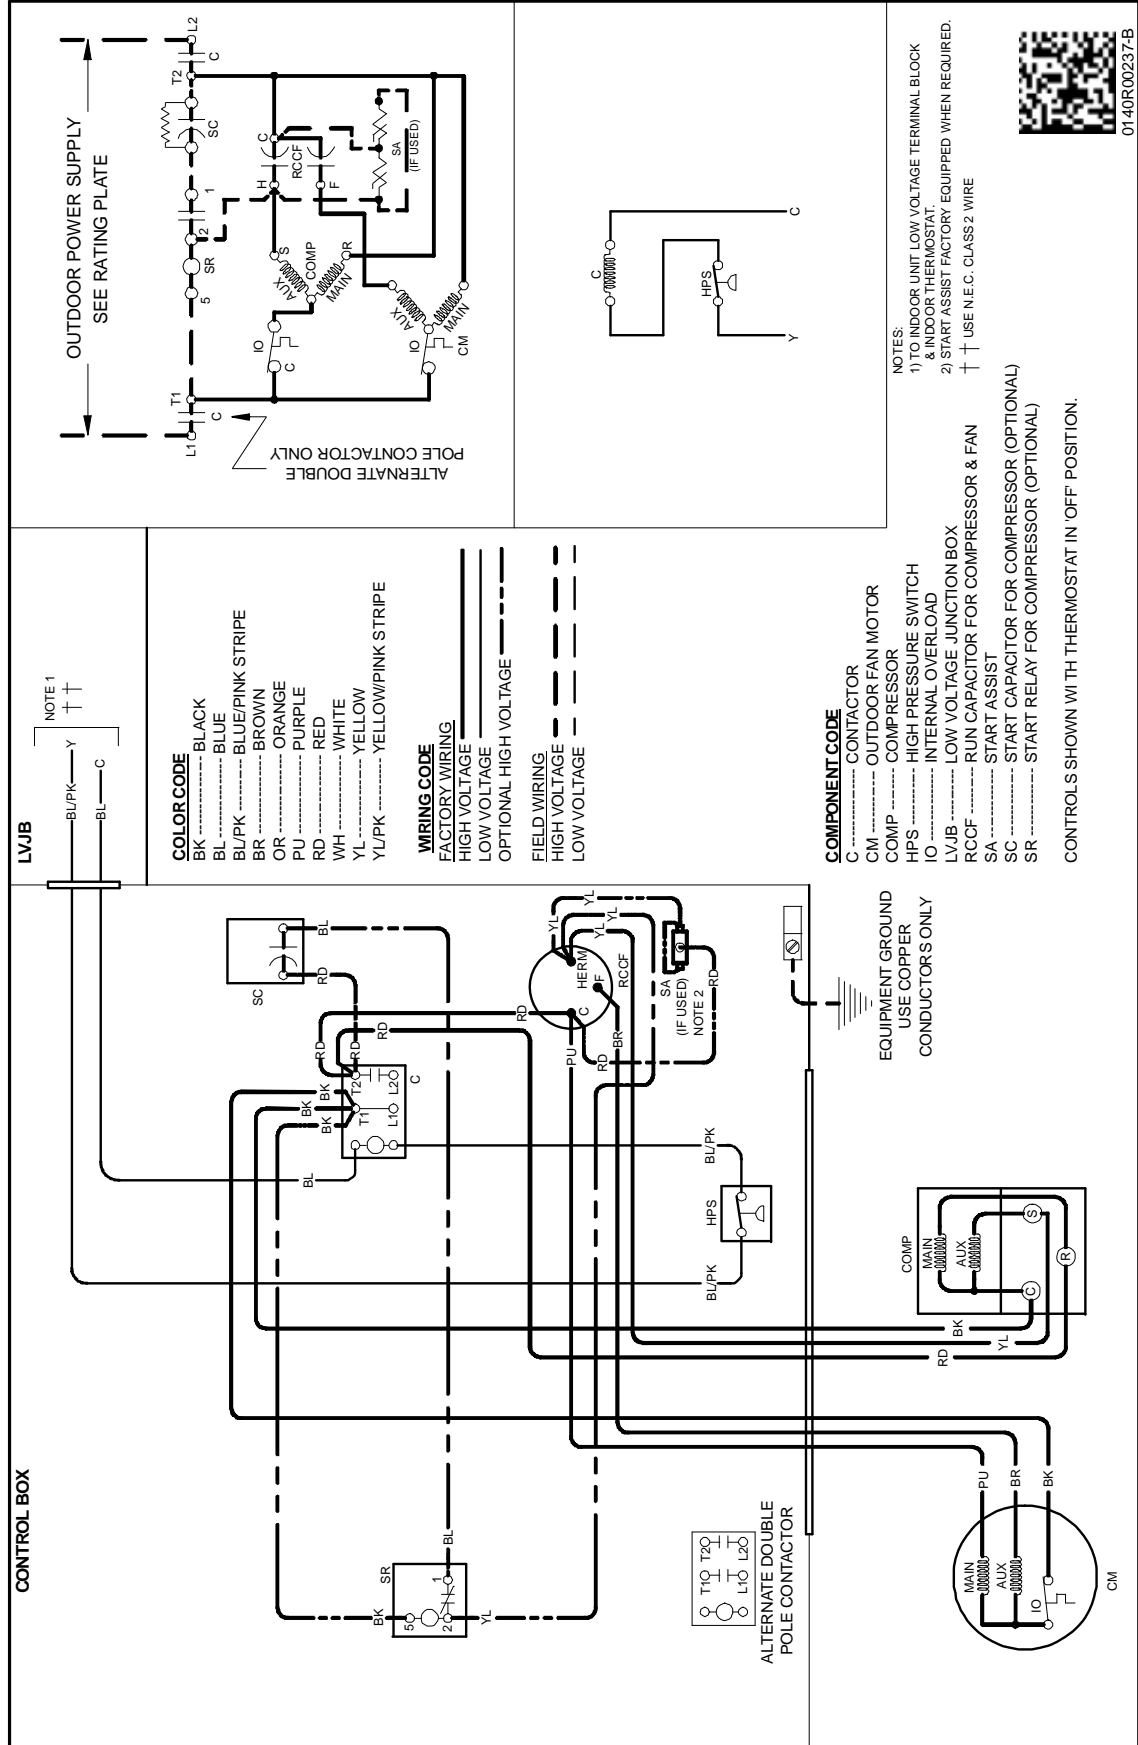 CONTROL BOX
LVJB
NOTE 1
BL/PK
Y
BL
C
SC
RD
BL
RD
RD
RD
RD
RD
BK
BK
BK
T2
T1
L2
L1
C
BL
BK
SR
5
2
1
BL
YL
BL/PK
HPS
BL/PK
HERM
C
F
RCCF
YL
YL
YL
YL
PU
BR
RD
RD
SA
(IF USED)
NOTE 2
ALTERNATE DOUBLE
POLE CONTACTOR
T1
T2
L1
L2
EQUIPMENT GROUND
USE COPPER
CONDUCTORS ONLY
COMP
MAIN
AUX
C
S
R
BK
YL
RD
PU
BR
BK
MAIN
AUX
IO
CM
COLOR CODE
BK ---------- BLACK
BL ---------- BLUE
BL/PK ---------- BLUE/PINK STRIPE
BR ---------- BROWN
OR ---------- ORANGE
PU ---------- PURPLE
RD ---------- RED
WH ---------- WHITE
YL ---------- YELLOW
YL/PK ---------- YELLOW/PINK STRIPE
WIRING CODE
FACTORY WIRING
HIGH VOLTAGE
LOW VOLTAGE
OPTIONAL HIGH VOLTAGE
FIELD WIRING
HIGH VOLTAGE
LOW VOLTAGE
OUTDOOR POWER SUPPLY
SEE RATING PLATE
L1
C
T1
5
SR
2
1
SC
T2
C
L2
ALTERNATE DOUBLE
POLE CONTACTOR ONLY
IO
C
AUX
S
COMP
MAIN
R
H
C
RCCF
F
SA
(IF USED)
IO
AUX
MAIN
CM
C
HPS
Y
C
COMPONENT CODE
C ---------- CONTACTOR
CM ---------- OUTDOOR FAN MOTOR
COMP ---------- COMPRESSOR
HPS ---------- HIGH PRESSURE SWITCH
IO ---------- INTERNAL OVERLOAD
LVJB ---------- LOW VOLTAGE JUNCTION BOX
RCCF ---------- RUN CAPACITOR FOR COMPRESSOR & FAN
SA ---------- START ASSIST
SC ---------- START CAPACITOR FOR COMPRESSOR (OPTIONAL)
SR ---------- START RELAY FOR COMPRESSOR (OPTIONAL)
CONTROLS SHOWN WITH THERMOSTAT IN 'OFF' POSITION.
NOTES:
1) TO INDOOR UNIT LOW VOLTAGE TERMINAL BLOCK
& INDOOR THERMOSTAT.
2) START ASSIST FACTORY EQUIPPED WHEN REQUIRED.
†† USE N.E.C. CLASS 2 WIRE
0140R00237-B